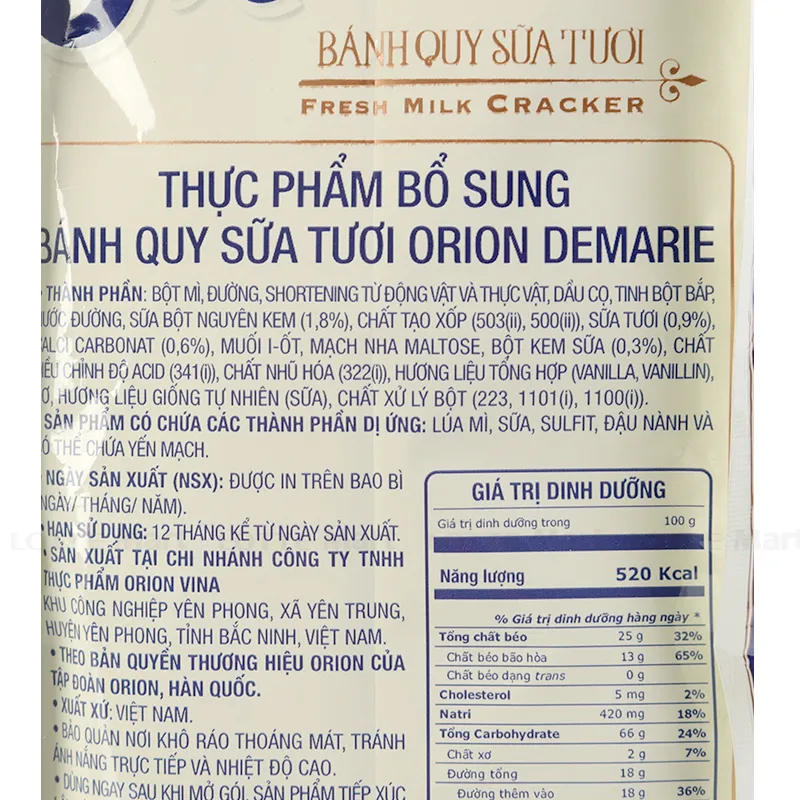 BÁNH QUY SỮA TƯƠI
FRESH MILK CRACKER
THỰC PHẨM BỔ SUNG
BÁNH QUY SỮA TƯƠI ORION DEMARIE
• THÀNH PHẦN: BỘT MÌ, ĐƯỜNG, SHORTENING TỪ ĐỘNG VẬT VÀ THỰC VẬT, DẦU CỌ, TINH BỘT BẮP,
ĐƯỜNG, SỮA BỘT NGUYÊN KEM (1,8%), CHẤT TẠO XỐP (503(ii), 500(ii)), SỮA TƯƠI (0,9%),
CARBONAT (0,6%), MUỐI I-ỐT, MẠCH NHA MALTOSE, BỘT KEM SỮA (0,3%), CHẤT
CHỈNH ĐỘ ACID (341(i)), CHẤT NHŨ HÓA (322(i)), HƯƠNG LIỆU TỔNG HỢP (VANILLA, VANILLIN),
HƯƠNG LIỆU GIỐNG TỰ NHIÊN (SỮA), CHẤT XỬ LÝ BỘT (223, 1101(i), 1100(i)).
SẢN PHẨM CÓ CHỨA CÁC THÀNH PHẦN DỊ ỨNG: LÚA MÌ, SỮA, SULFIT, ĐẬU NÀNH VÀ
THỂ CHỨA YẾN MẠCH.
NGÀY SẢN XUẤT (NSX): ĐƯỢC IN TRÊN BAO BÌ
NGÀY/ THÁNG/ NĂM).
• HẠN SỬ DỤNG: 12 THÁNG KỂ TỪ NGÀY SẢN XUẤT.
• SẢN XUẤT TẠI CHI NHÁNH CÔNG TY TNHH
THỰC PHẨM ORION VINA
KHU CÔNG NGHIỆP YÊN PHONG, XÃ YÊN TRUNG,
HUYỆN YÊN PHONG, TỈNH BẮC NINH, VIỆT NAM.
• THEO BẢN QUYỀN THƯƠNG HIỆU ORION CỦA
TẬP ĐOÀN ORION, HÀN QUỐC.
• XUẤT XỨ: VIỆT NAM.
• BẢO QUẢN NƠI KHÔ RÁO THOÁNG MÁT, TRÁNH
ÁNH NẮNG TRỰC TIẾP VÀ NHIỆT ĐỘ CAO.
• DÙNG NGAY SAU KHI MỞ GÓI. SẢN PHẨM TIẾP XÚC
GIÁ TRỊ DINH DƯỠNG
Giá trị dinh dưỡng trong 100 g
Năng lượng 520 Kcal
% Giá trị dinh dưỡng hàng ngày *
Tổng chất béo 25 g 32%
Chất béo bão hòa 13 g 65%
Chất béo dạng trans 0 g
Cholesterol 5 mg 2%
Natri 420 mg 18%
Tổng Carbohydrate 66 g 24%
Chất xơ 2 g 7%
Đường tổng 18 g
Đường thêm vào 18 g 36%